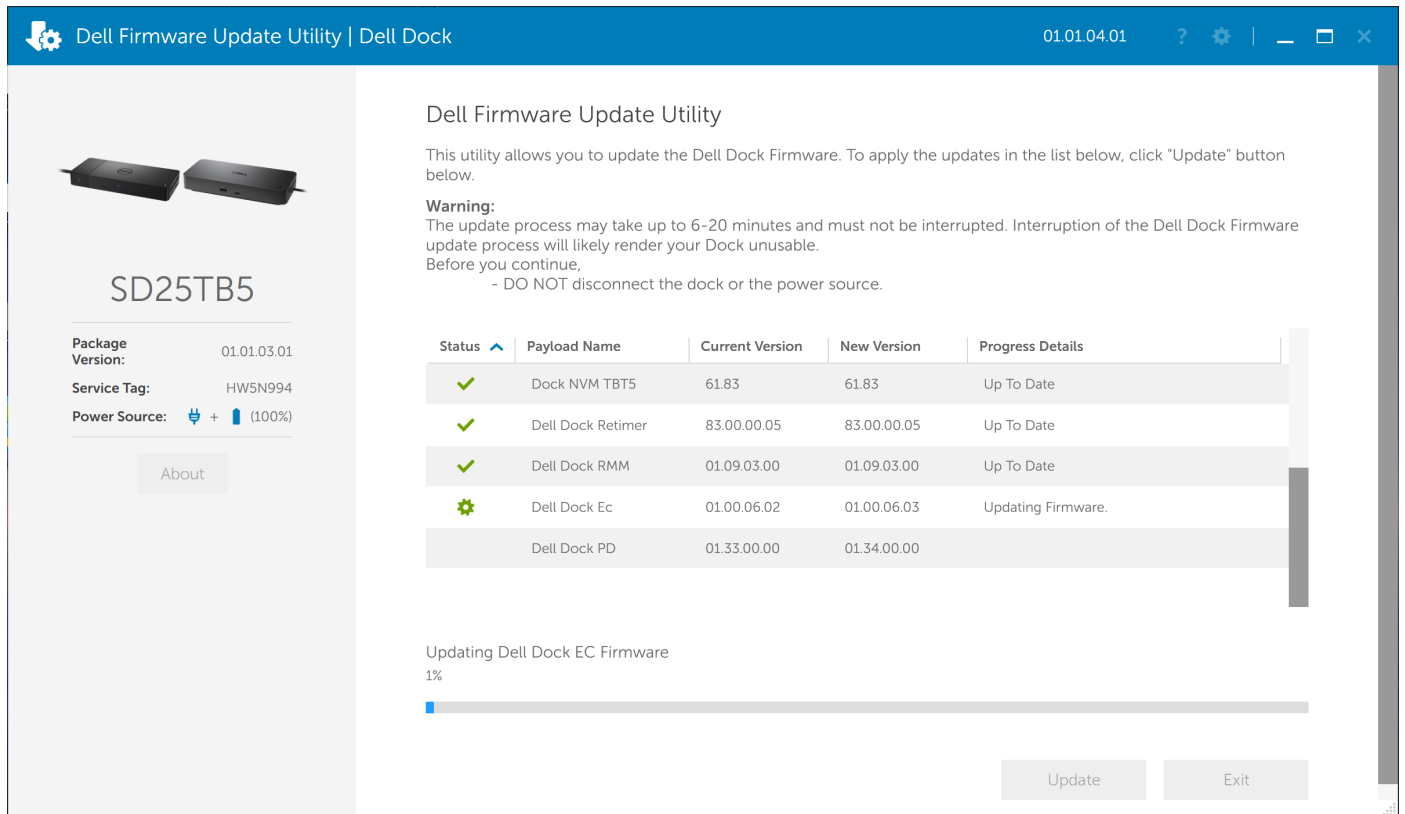 Dell Firmware Update Utility | Dell Dock
01.01.04.01
?
Dell Firmware Update Utility
This utility allows you to update the Dell Dock Firmware. To apply the updates in the list below, click "Update" button
below.
Warning:
The update process may take up to 6-20 minutes and must not be interrupted. Interruption of the Dell Dock Firmware
update process will likely render your Dock unusable.
Before you continue,
- DO NOT disconnect the dock or the power source.
SD25TB5
Package
Version:
01.01.03.01
Service Tag: HW5N994
Power Source: + (100%)
About
Status Payload Name Current Version New Version Progress Details
Dock NVM TBT5 61.83 61.83 Up To Date
Dell Dock Retimer 83.00.00.05 83.00.00.05 Up To Date
Dell Dock RMM 01.09.03.00 01.09.03.00 Up To Date
Dell Dock Ec 01.00.06.02 01.00.06.03 Updating Firmware.
Dell Dock PD 01.33.00.00 01.34.00.00
Updating Dell Dock EC Firmware
1%
Update Exit